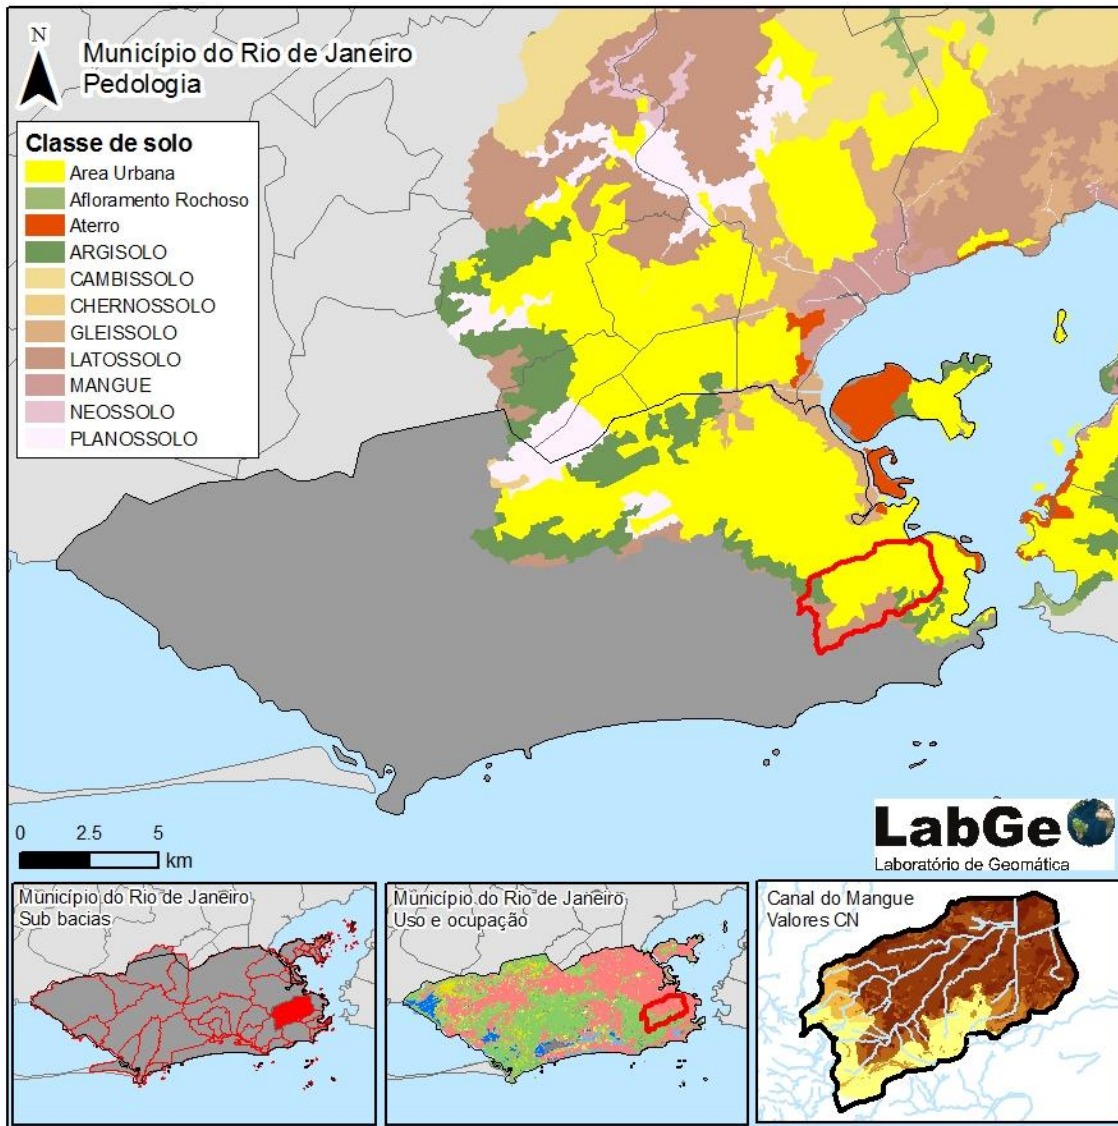 N
Município do Rio de Janeiro
Pedologia
Classe de solo
Area Urbana
Afloramento Rochoso
Aterro
ARGISOLO
CAMBISSOLO
CHERNOSSOLO
GLEISSOLO
LATOSSOLO
MANGUE
NEOSSOLO
PLANOSSOLO
0 2.5 5
km
LabGe
Laboratório de Geomática
Município do Rio de Janeiro
Sub bacias
Município do Rio de Janeiro
Uso e ocupação
Canal do Mangue
Valores CN